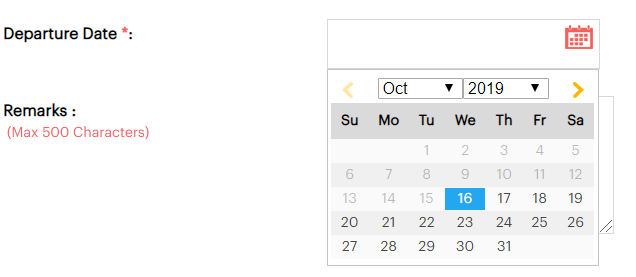 Departure Date *:
Oct 2019
Su Mo Tu We Th Fr Sa
1 2 3 4 5
6 7 8 9 10 11 12
Remarks :
(Max 500 Characters)
13 14 15 16 17 18 19
20 21 22 23 24 25 26
27 28 29 30 31